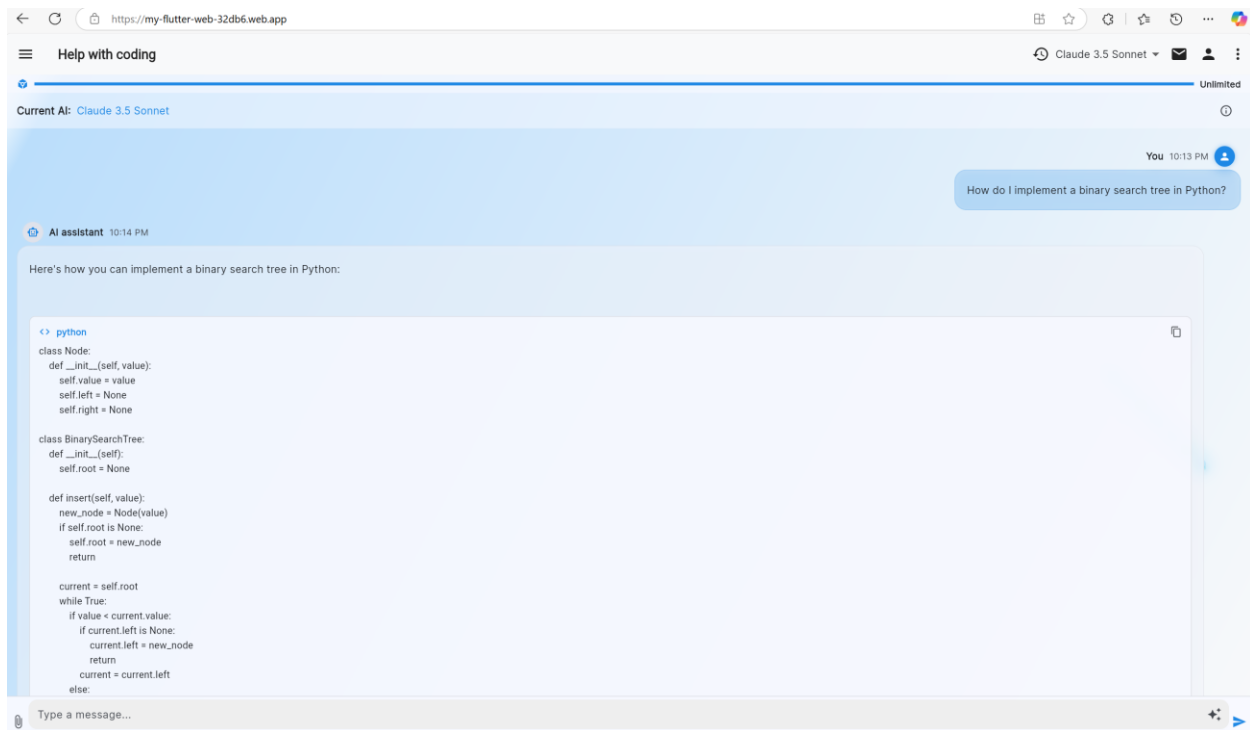 https://my-flutter-web-32db6.web.app
Help with coding
Claude 3.5 Sonnet
Unlimited
Current AI: Claude 3.5 Sonnet
You 10:13 PM
How do I implement a binary search tree in Python?
AI assistant 10:14 PM
Here's how you can implement a binary search tree in Python:
<> python
class Node:
  def __init__(self, value):
    self.value = value
    self.left = None
    self.right = None
class BinarySearchTree:
  def __init__(self):
    self.root = None
  def insert(self, value):
    new_node = Node(value)
    if self.root is None:
      self.root = new_node
      return
    current = self.root
    while True:
      if value < current.value:
        if current.left is None:
          current.left = new_node
          return
        current = current.left
      else:
Type a message...